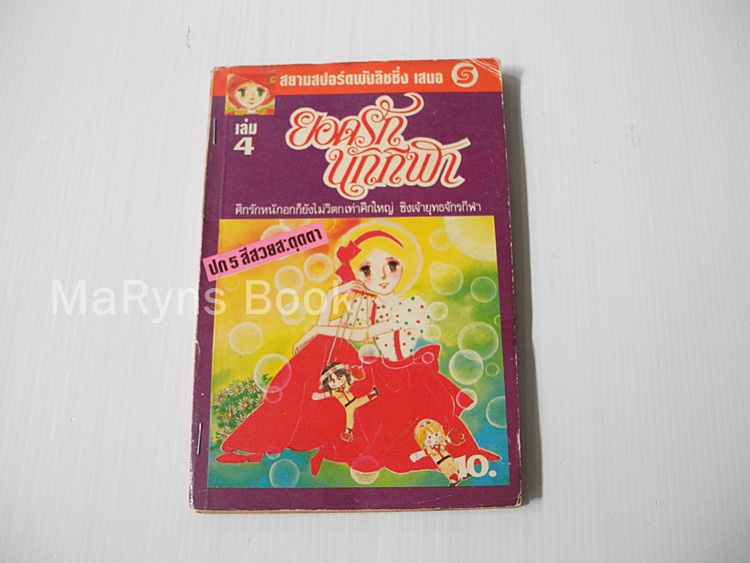 สยามสปอร์ตพับลิชชิ่ง เสนอ S
เล่ม
4
ยอดรัก
นักกีฬา
ศึกรักหนักอกก็ยังไม่วิตกเท่าศึกใหญ่ ชิงเจ้ายุทธจักรกีฬา
ปก 5 สีสวยสะดุดตา
MaRyns Book
10.